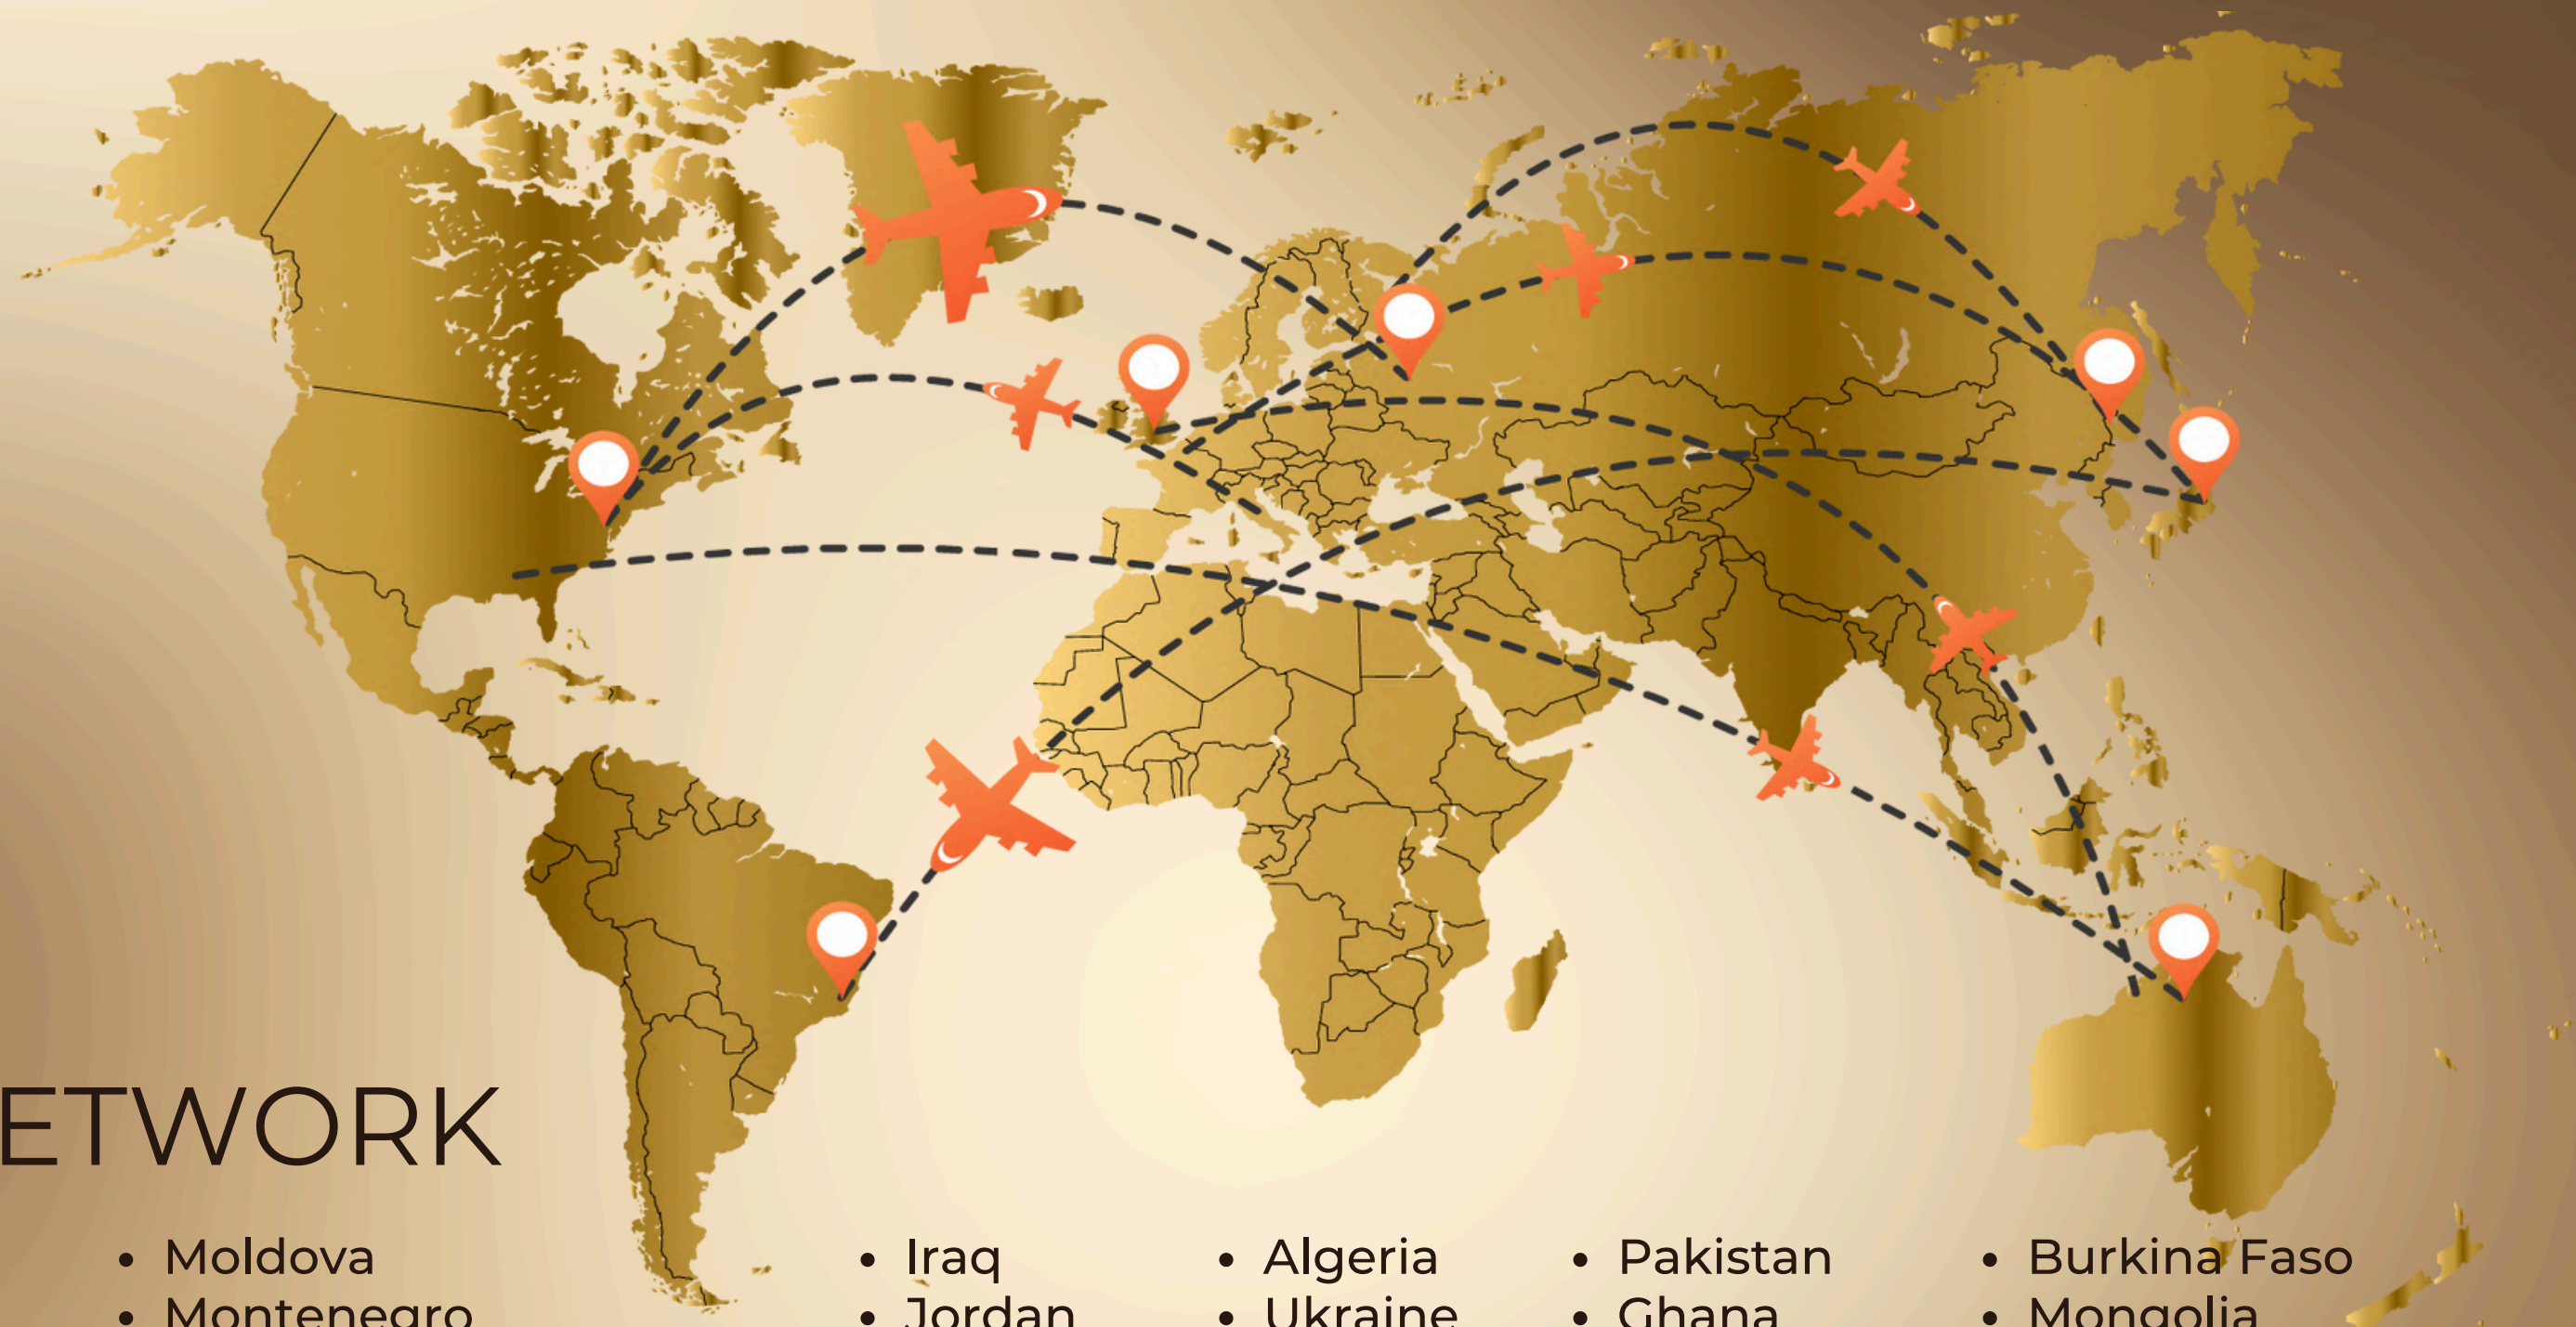 ETWORK
• Moldova
• Montenegro
• Iraq
• Jordan
• Algeria
• Ukraine
• Pakistan
• Ghana
• Burkina Faso
• Mongolia